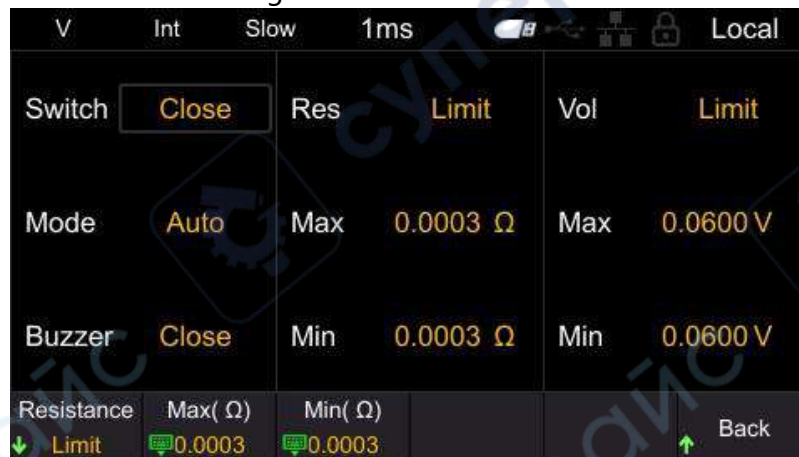 V Int Slow 1ms Local
Switch Close Res Limit Vol Limit
Mode Auto Max 0.0003 Ω Max 0.0600 V
Buzzer Close Min 0.0003 Ω Min 0.0600 V
Resistance Max( Ω) Min( Ω)
Limit 0.0003 0.0003 Back